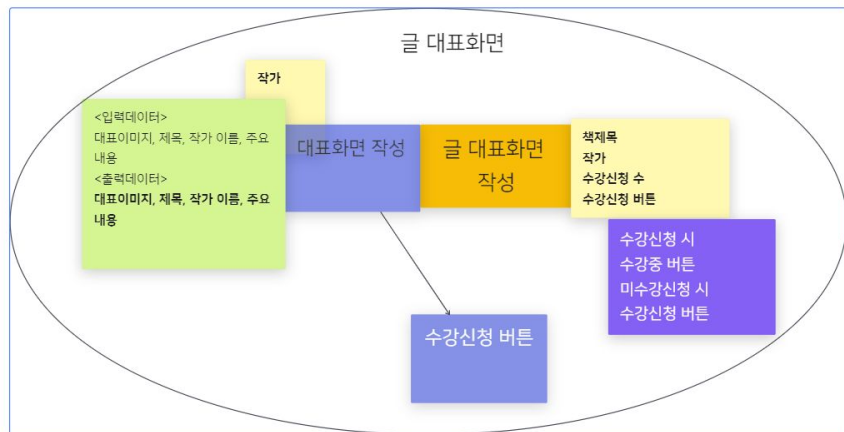 글 대표화면
작가
<입력데이터>
대표이미지, 제목, 작가 이름, 주요
내용
<출력데이터>
대표이미지, 제목, 작가 이름, 주요
내용
대표화면 작성
글 대표화면
작성
책제목
작가
수강신청 수
수강신청 버튼
수강신청 시
수강중 버튼
미수강신청 시
수강신청 버튼
수강신청 버튼